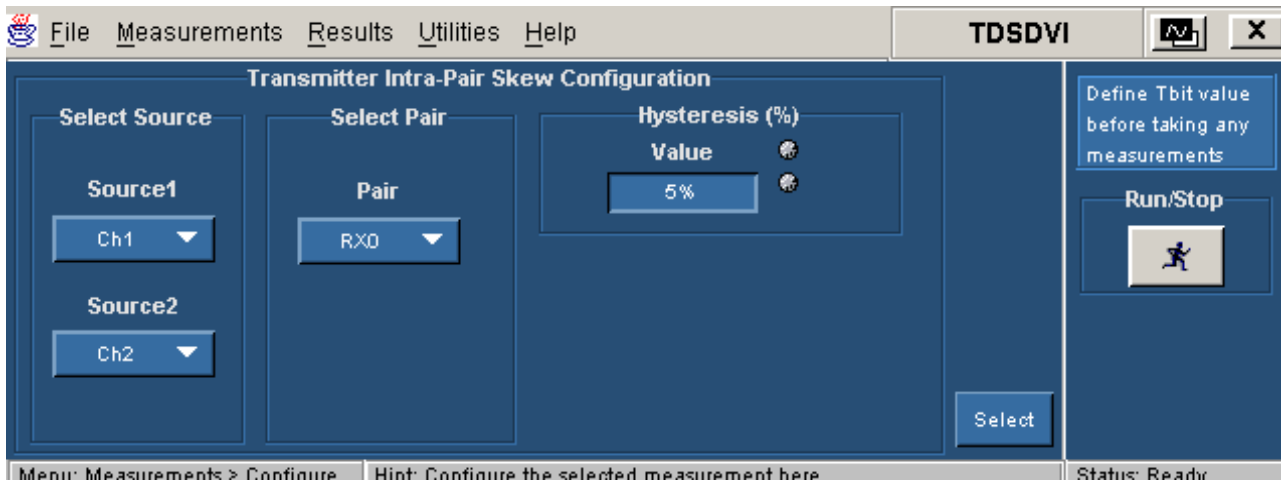 File Measurements Results Utilities Help TDSDVI
Transmitter Intra-Pair Skew Configuration
Select Source
Source1
Ch1
Source2
Ch2
Select Pair
Pair
RX0
Hysteresis (%)
Value
5%
Select
Define Tbit value
before taking any
measurements
Run/Stop
Menu: Measurements > Configure
Hint: Configure the selected measurement here
Status: Ready